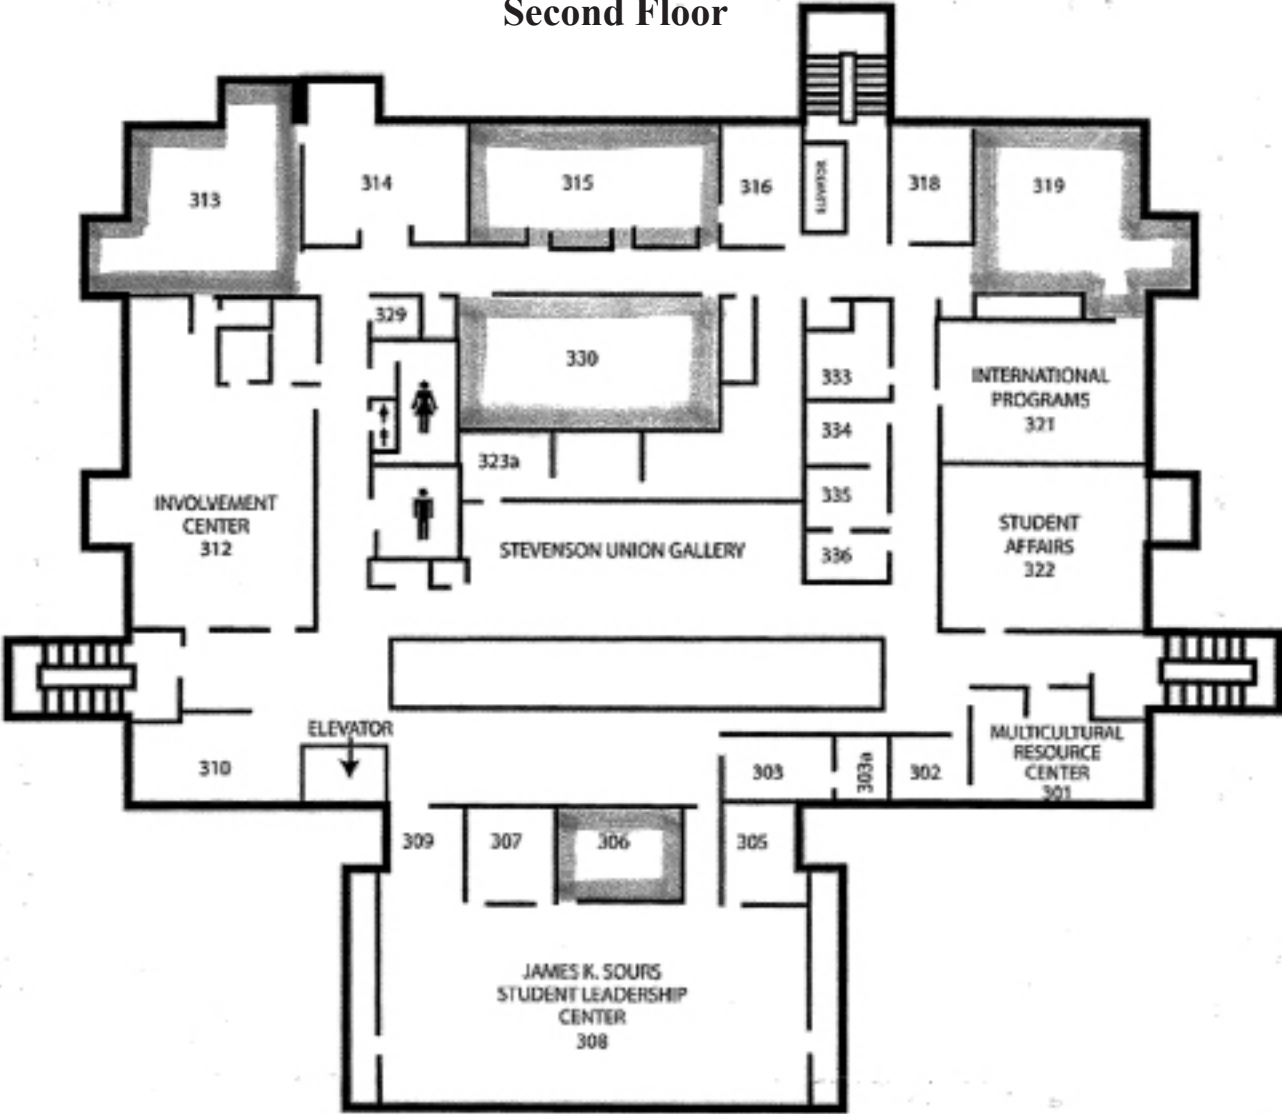 Second Floor
313
314
315
316
318
319
329
330
333
INTERNATIONAL
PROGRAMS
321
334
323a
335
INVOLVEMENT
CENTER
312
STEVENSON UNION GALLERY
336
STUDENT
AFFAIRS
322
ELEVATOR
310
303
303a
302
MULTICULTURAL
RESOURCE
CENTER
301
309
307
306
305
JAMES K. SOURS
STUDENT LEADERSHIP
CENTER
308